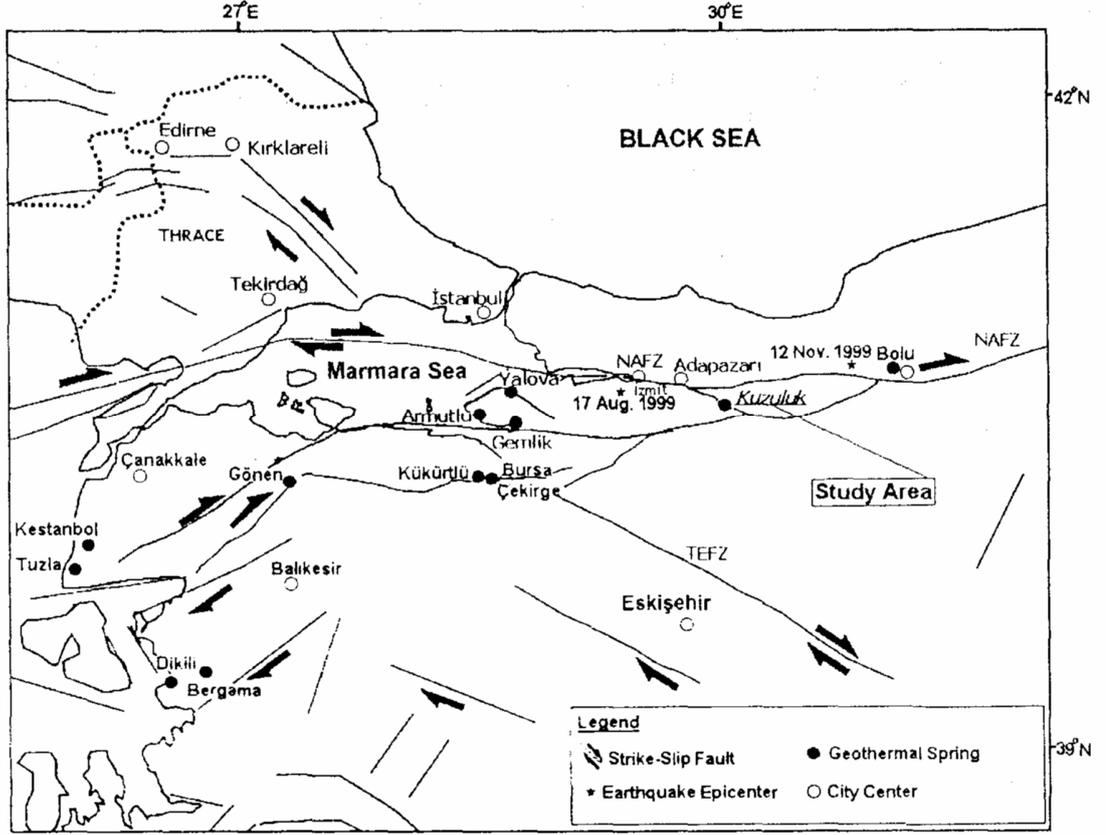 27°E
30°E
42°N
Edirne
Kırklareli
BLACK SEA
THRACE
Tekirdağ
İstanbul
NAFZ
12 Nov. 1999
Bolu
NAFZ
Adapazarı
Marmara Sea
Yalova
İzmit
17 Aug. 1999
Kuzuluk
Armutlu
Gemlik
Çanakkale
Gönen
Kükürtlü
Bursa
Çekirge
Study Area
Kestanbol
Tuzla
TEFZ
Balıkesir
Eskişehir
Dikili
Bergama
Legend
Strike-Slip Fault
Geothermal Spring
Earthquake Epicenter
City Center
39°N